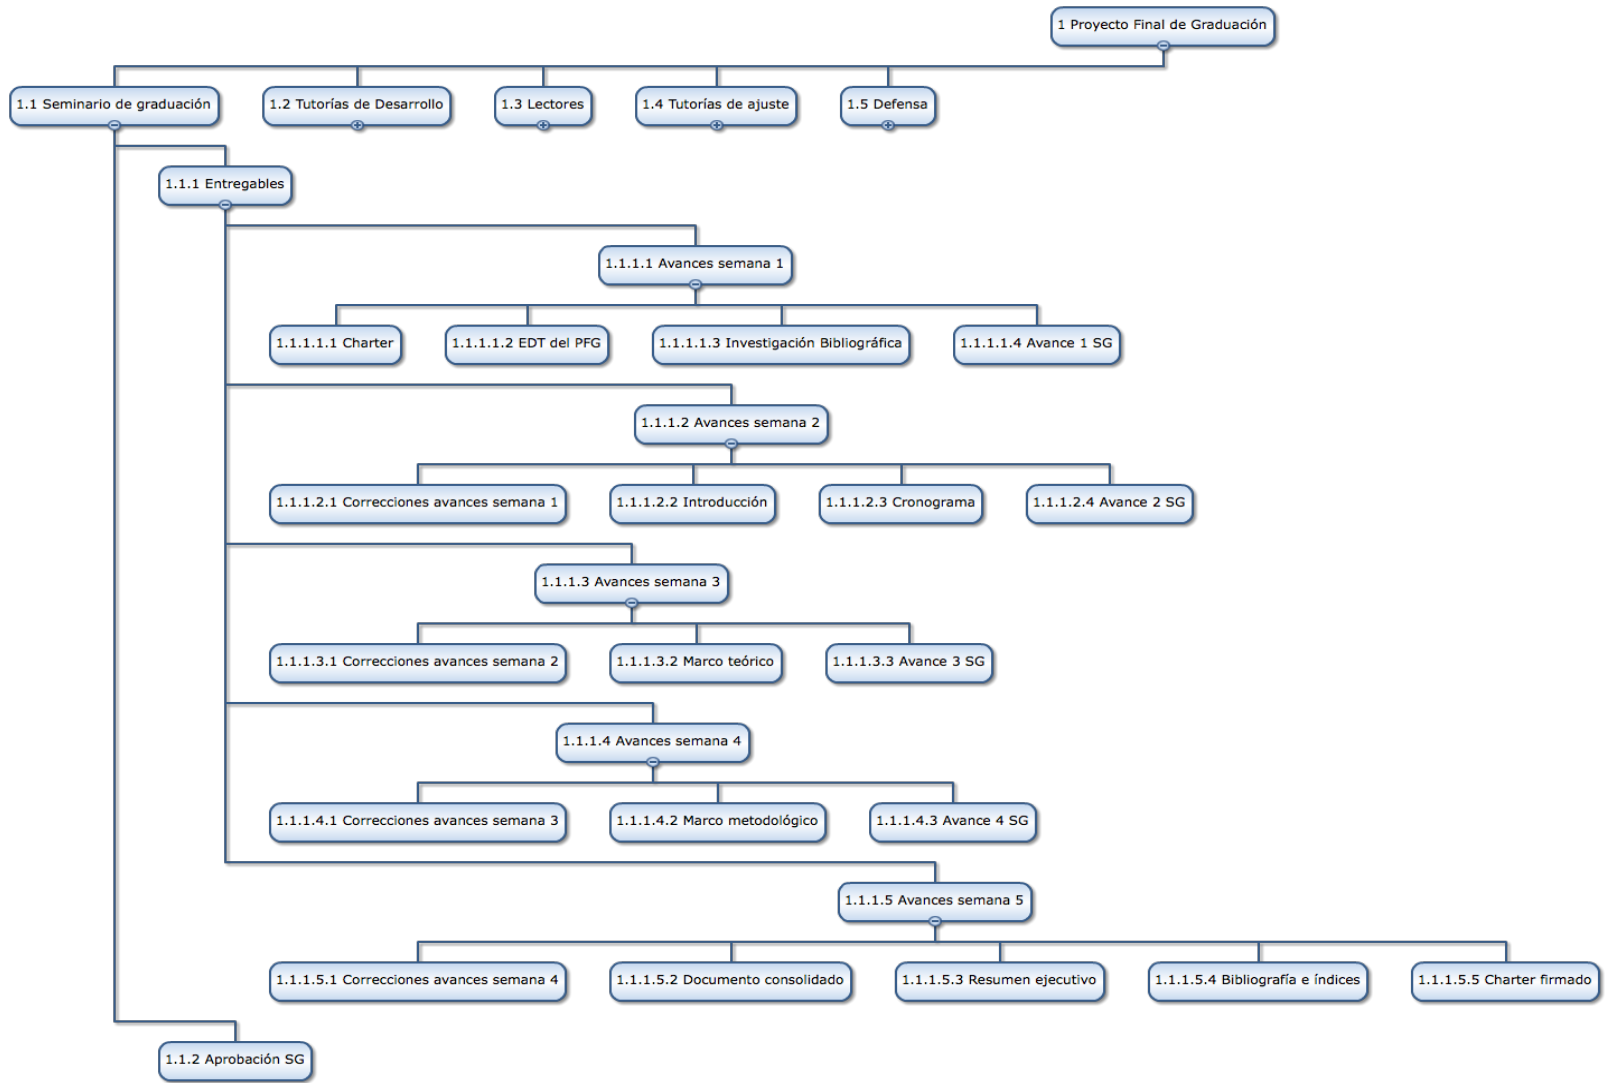 1 Proyecto Final de Graduación
1.1 Seminario de graduación
1.2 Tutorías de Desarrollo
1.3 Lectores
1.4 Tutorías de ajuste
1.5 Defensa
1.1.1 Entregables
1.1.1.1 Avances semana 1
1.1.1.1.1 Charter
1.1.1.1.2 EDT del PFG
1.1.1.1.3 Investigación Bibliográfica
1.1.1.1.4 Avance 1 SG
1.1.1.2 Avances semana 2
1.1.1.2.1 Correcciones avances semana 1
1.1.1.2.2 Introducción
1.1.1.2.3 Cronograma
1.1.1.2.4 Avance 2 SG
1.1.1.3 Avances semana 3
1.1.1.3.1 Correcciones avances semana 2
1.1.1.3.2 Marco teórico
1.1.1.3.3 Avance 3 SG
1.1.1.4 Avances semana 4
1.1.1.4.1 Correcciones avances semana 3
1.1.1.4.2 Marco metodológico
1.1.1.4.3 Avance 4 SG
1.1.1.5 Avances semana 5
1.1.1.5.1 Correcciones avances semana 4
1.1.1.5.2 Documento consolidado
1.1.1.5.3 Resumen ejecutivo
1.1.1.5.4 Bibliografía e índices
1.1.1.5.5 Charter firmado
1.1.2 Aprobación SG